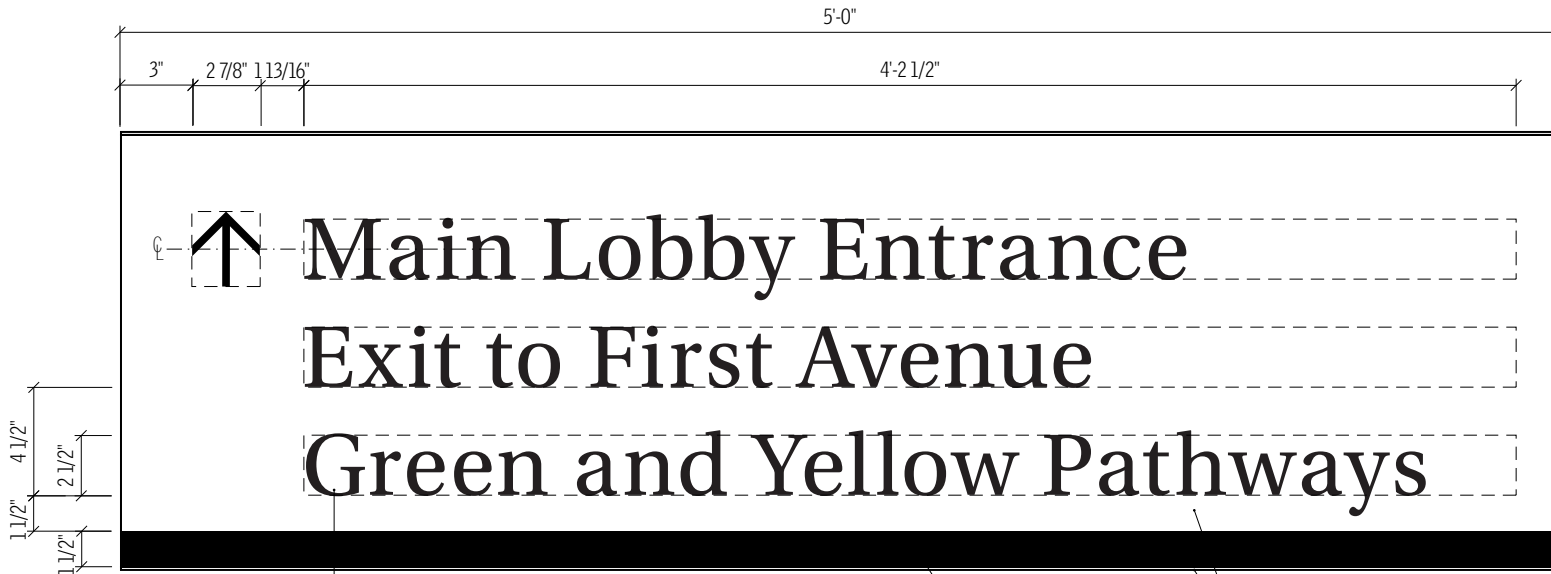 5'-0"
3" 2 7/8" 1 13/16" 4'-2 1/2"
℄ Main Lobby Entrance
Exit to First Avenue
4 1/2" 2 1/2" Green and Yellow Pathways
1 1/2"
1 1/2"